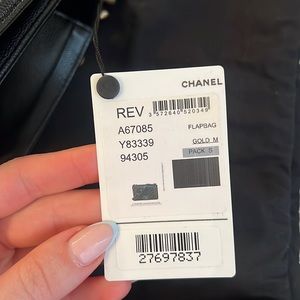 CHANEL
REV
3 572640 520349
A67085
FLAPBAG
Y83339
GOLD M
94305
PACK S
27697837